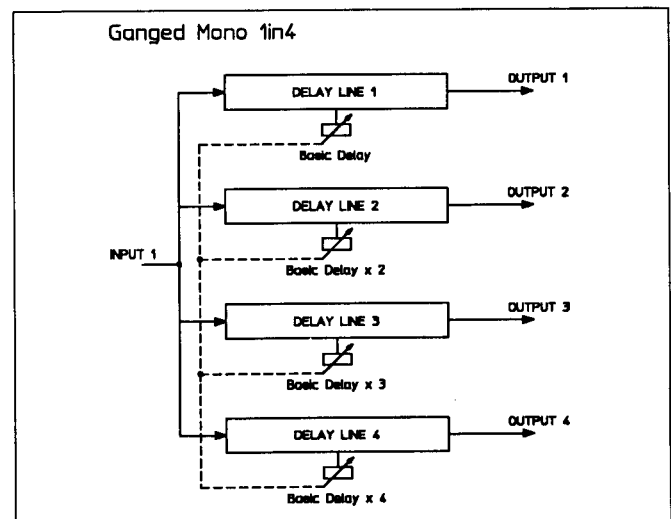 Ganged Mono 1in4
OUTPUT 1
DELAY LINE 1
Basic Delay
OUTPUT 2
DELAY LINE 2
INPUT 1
Basic Delay x 2
OUTPUT 3
DELAY LINE 3
Basic Delay x 3
OUTPUT 4
DELAY LINE 4
Basic Delay x 4